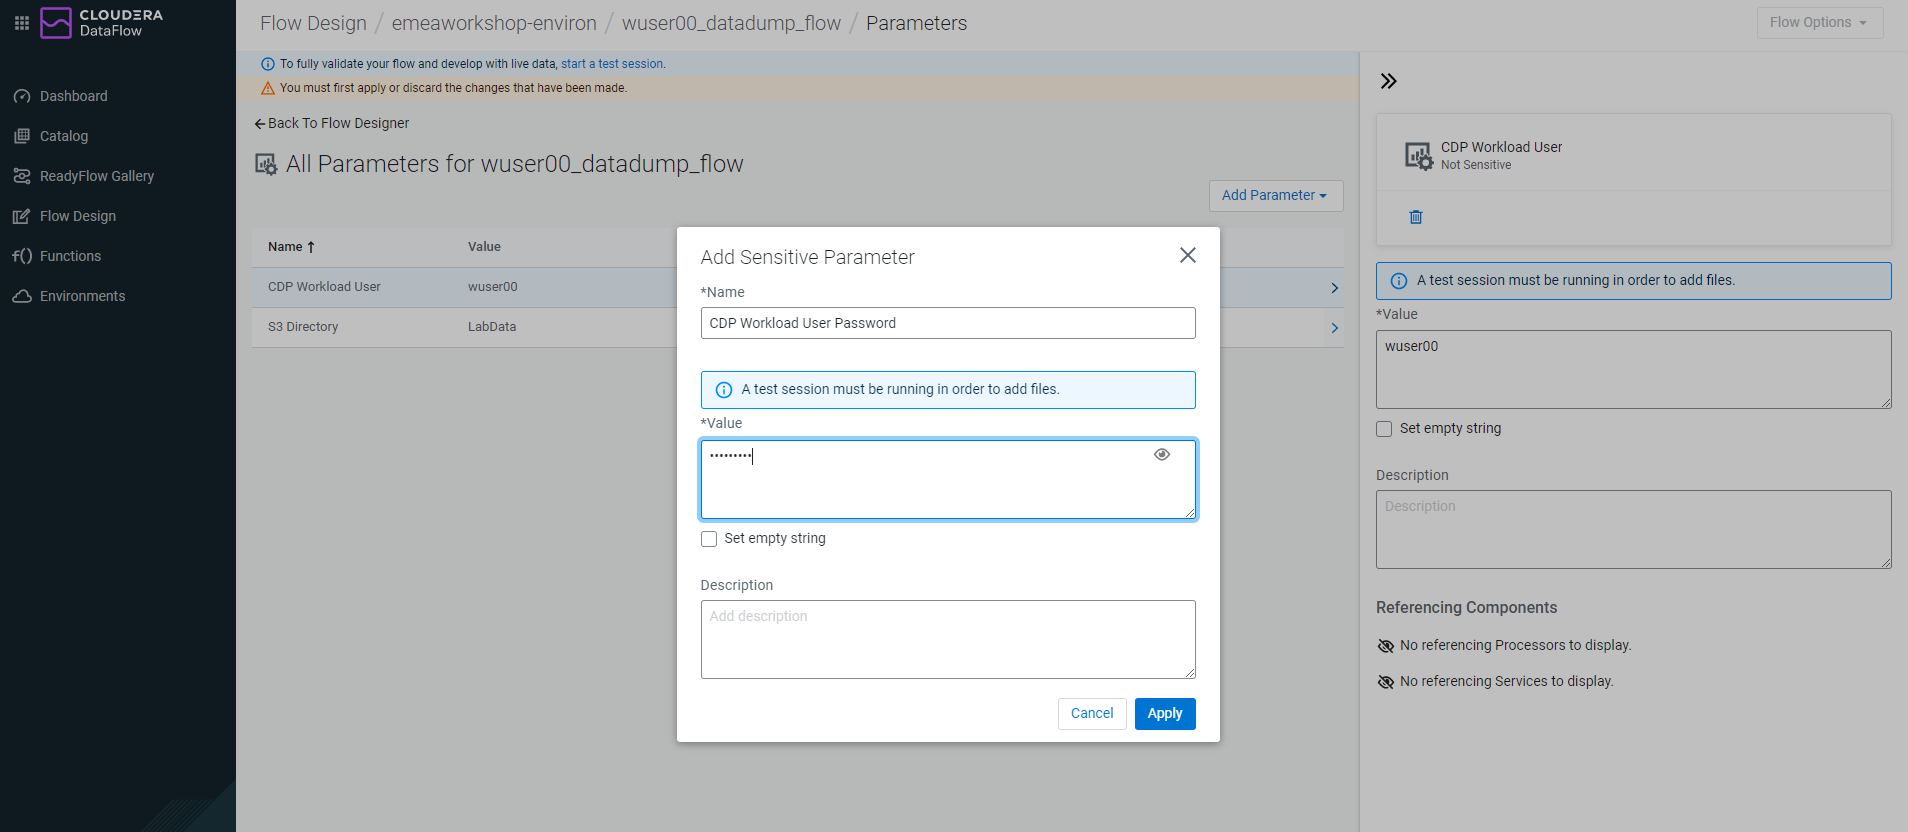 CLOUDERA
DataFlow
Dashboard
Catalog
ReadyFlow Gallery
Flow Design
Functions
Environments
Flow Design / emeaworkshop-environ / wuser00_datadump_flow / Parameters
Flow Options
To fully validate your flow and develop with live data, start a test session.
You must first apply or discard the changes that have been made.
Back To Flow Designer
All Parameters for wuser00_datadump_flow
Add Parameter
Name Value
CDP Workload User wuser00
S3 Directory LabData
Add Sensitive Parameter
*Name
CDP Workload User Password
A test session must be running in order to add files.
*Value
•••••••••
Set empty string
Description
Add description
Cancel Apply
CDP Workload User
Not Sensitive
A test session must be running in order to add files.
*Value
wuser00
Set empty string
Description
Description
Referencing Components
No referencing Processors to display.
No referencing Services to display.